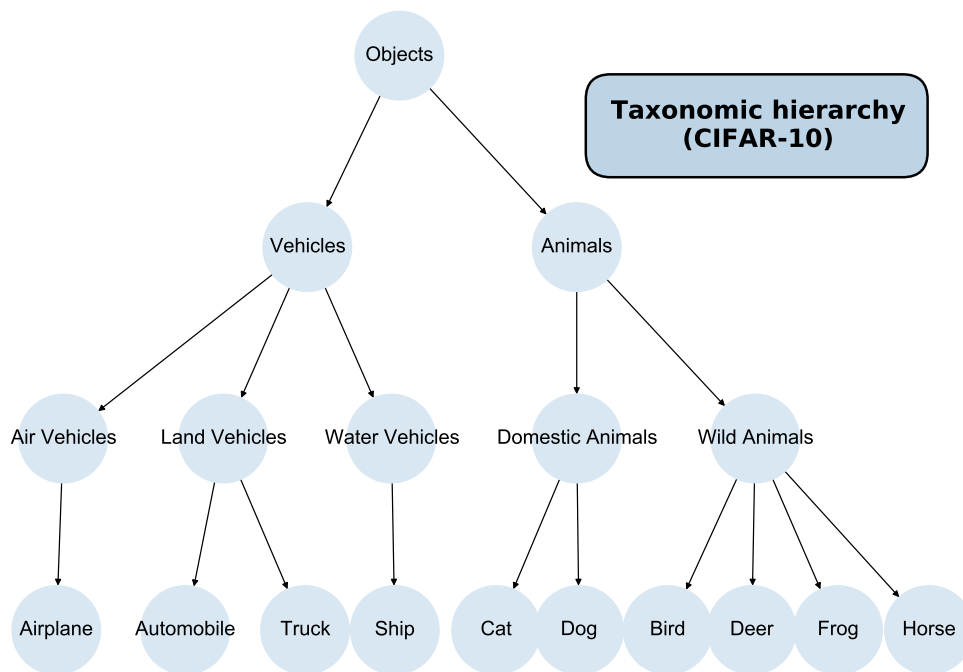 Objects
Taxonomic hierarchy
(CIFAR-10)
Vehicles
Animals
Air Vehicles
Land Vehicles
Water Vehicles
Domestic Animals
Wild Animals
Airplane
Automobile
Truck
Ship
Cat
Dog
Bird
Deer
Frog
Horse